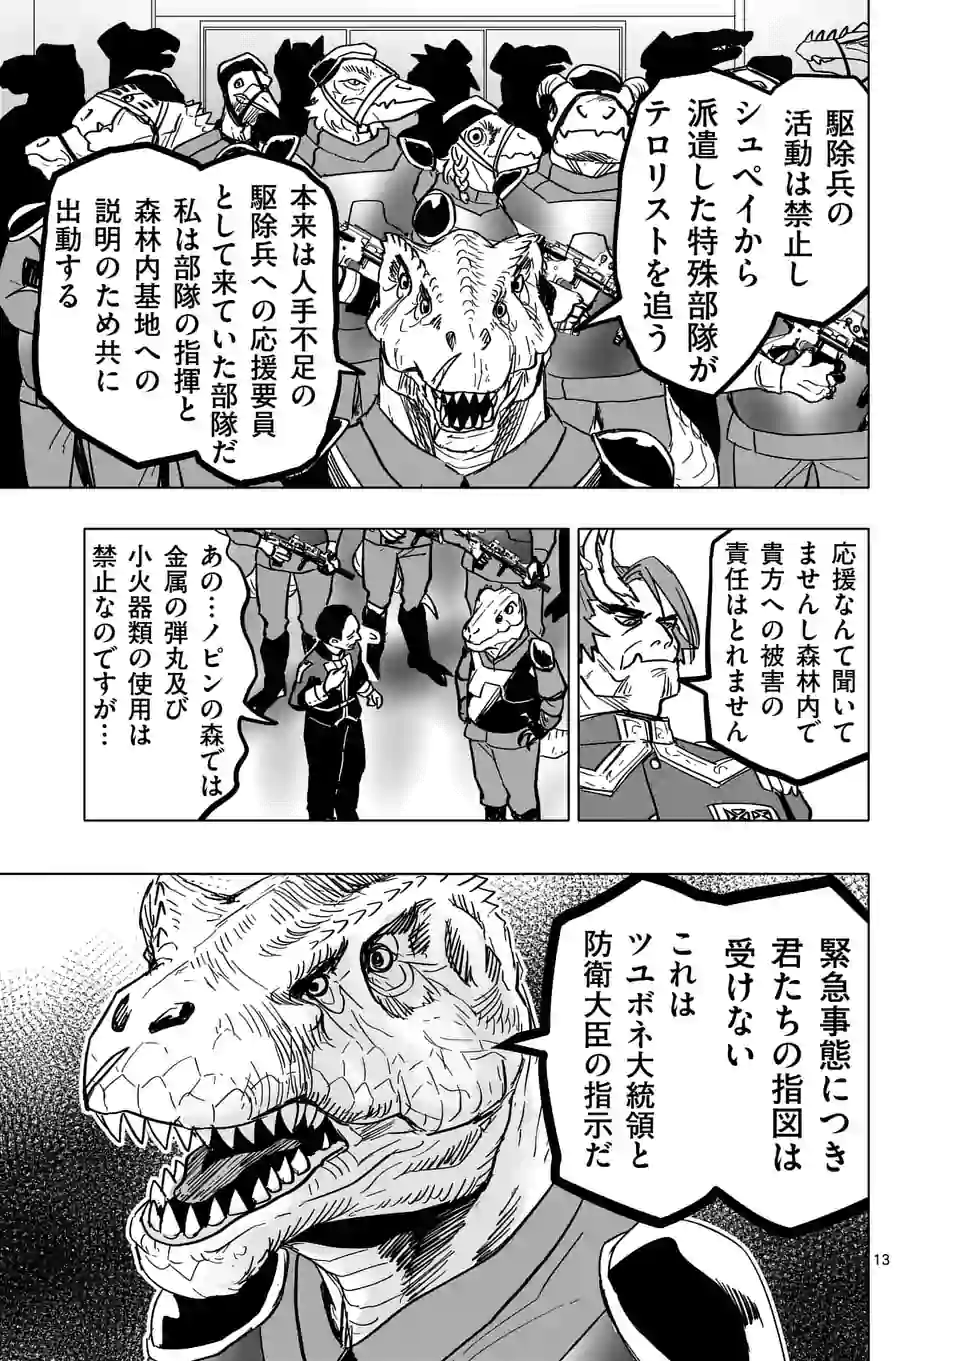 駆除兵の
活動は禁止し
シュペイから
派遣した特殊部隊が
テロリストを追う
本来は人手不足の
駆除兵への応援要員
として来ていた部隊だ
私は部隊の指揮と
森林内基地への
説明のため共に
出動する
応援なんて聞いて
ませんし森林内で
貴方への被害の
責任はとれません
あの…ノピンの森では
金属の弾丸及び
小火器類の使用は
禁止なのですが…
緊急事態につき
君たちの指図は
受けない
これは
ツユボネ大統領と
防衛大臣の指示だ
13